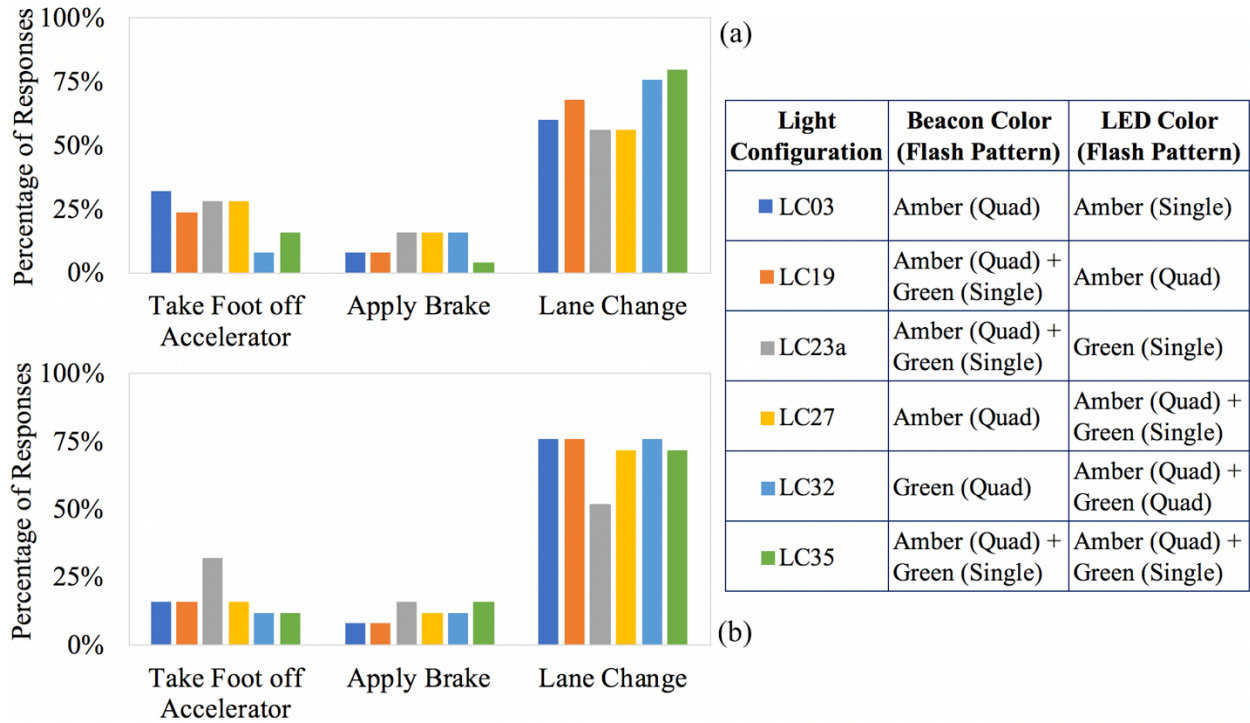 Percentage of Responses
100%
75%
50%
25%
0%
Take Foot off
Accelerator
Apply Brake
Lane Change
(a)
Percentage of Responses
100%
75%
50%
25%
0%
Take Foot off
Accelerator
Apply Brake
Lane Change
(b)
Light
Configuration
Beacon Color
(Flash Pattern)
LED Color
(Flash Pattern)
LC03
Amber (Quad)
Amber (Single)
LC19
Amber (Quad) +
Green (Single)
Amber (Quad)
LC23a
Amber (Quad) +
Green (Single)
Green (Single)
LC27
Amber (Quad)
Amber (Quad) +
Green (Single)
LC32
Green (Quad)
Amber (Quad) +
Green (Quad)
LC35
Amber (Quad) +
Green (Single)
Amber (Quad) +
Green (Single)